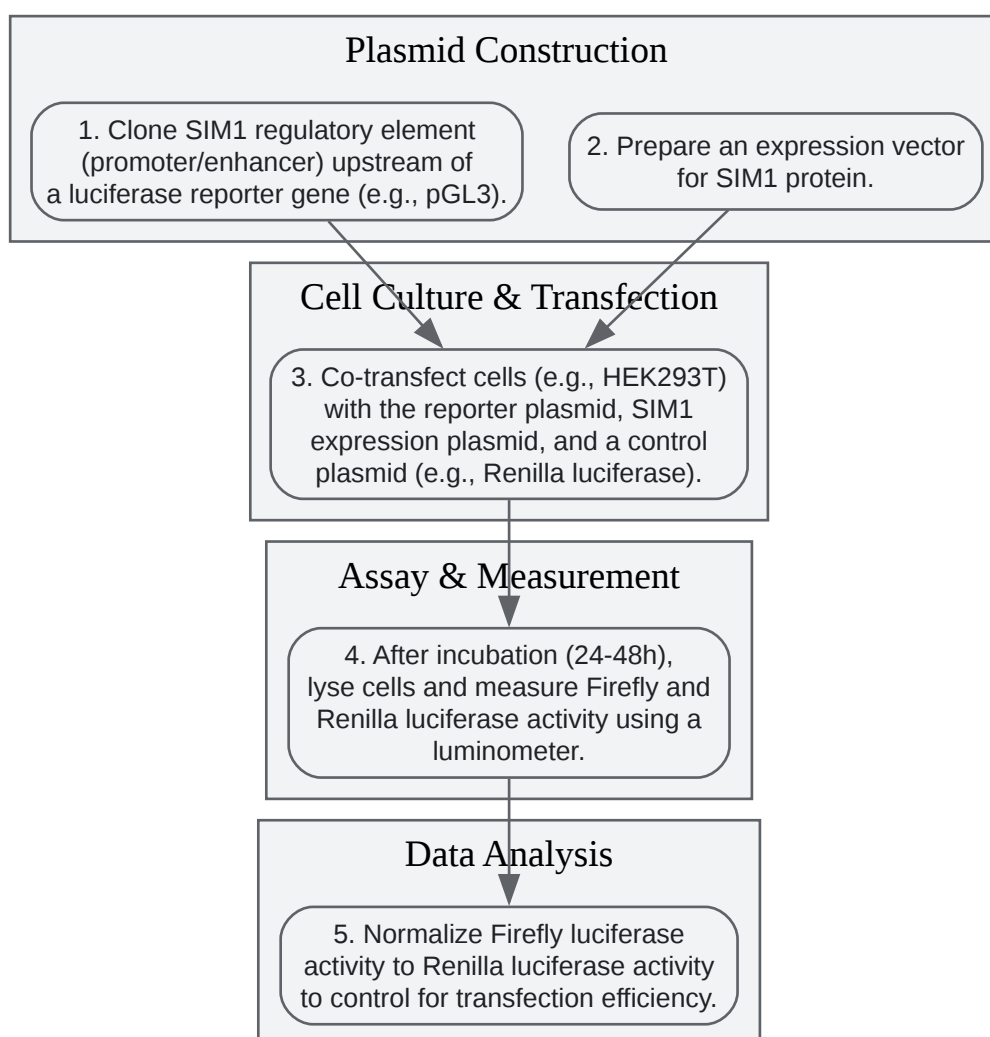 Plasmid Construction
1. Clone SIM1 regulatory element
(promoter/enhancer) upstream of
a luciferase reporter gene (e.g., pGL3).
2. Prepare an expression vector
for SIM1 protein.
Cell Culture & Transfection
3. Co-transfect cells (e.g., HEK293T)
with the reporter plasmid, SIM1
expression plasmid, and a control
plasmid (e.g., Renilla luciferase).
Assay & Measurement
4. After incubation (24-48h),
lyse cells and measure Firefly and
Renilla luciferase activity using a
luminometer.
Data Analysis
5. Normalize Firefly luciferase
activity to Renilla luciferase activity
to control for transfection efficiency.